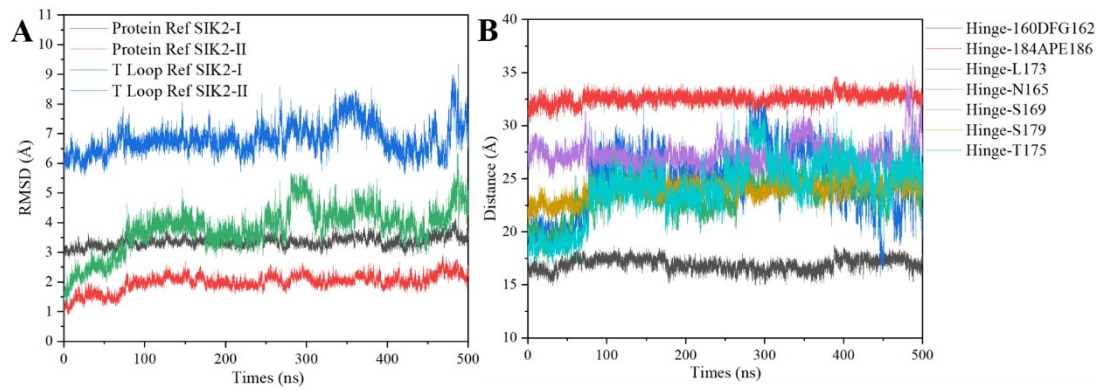 A
Protein Ref SIK2-I
Protein Ref SIK2-II
T Loop Ref SIK2-I
T Loop Ref SIK2-II
11
10
9
8
7
6
5
4
3
2
1
0
RMSD (Å)
0 100 200 300 400 500
Times (ns)
B
40
35
30
25
20
15
10
Distance (Å)
0 100 200 300 400 500
Times (ns)
Hinge-160DFG162
Hinge-184APE186
Hinge-L173
Hinge-N165
Hinge-S169
Hinge-S179
Hinge-T175